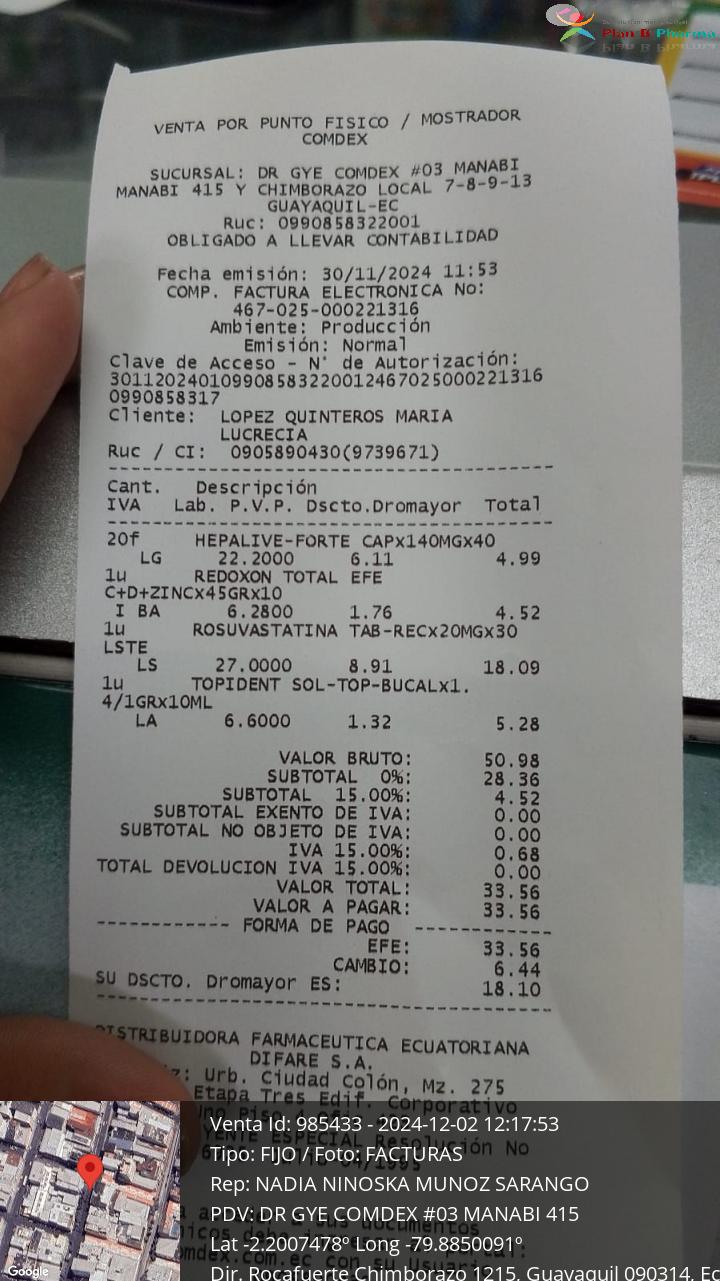 Plan B Pharma
VENTA POR PUNTO FISICO / MOSTRADOR
COMDEX
SUCURSAL: DR GYE COMDEX #03 MANABI
MANABI 415 Y CHIMBORAZO LOCAL 7-8-9-13
GUAYAQUIL-EC
Ruc: 0990858322001
OBLIGADO A LLEVAR CONTABILIDAD
Fecha emisión: 30/11/2024 11:53
COMP. FACTURA ELECTRONICA No:
467-025-000221316
Ambiente: Producción
Emisión: Normal
Clave de Acceso - N° de Autorización:
301120240109908583220012467025000221316
0990858317
Cliente: LOPEZ QUINTEROS MARIA
LUCRECIA
Ruc / CI: 0905890430(9739671)
Cant. Descripción
IVA Lab. P.V.P. Dscto.Dromayor Total
20f HEPALIVE-FORTE CAPx140MGx40
LG 22.2000 6.11 4.99
1u REDOXON TOTAL EFE
C+D+ZINCx45GRx10
I BA 6.2800 1.76 4.52
1u ROSUVASTATINA TAB-RECx20MGx30
LSTE
LS 27.0000 8.91 18.09
1u TOPIDENT SOL-TOP-BUCALx1.
4/1GRx10ML
LA 6.6000 1.32 5.28
VALOR BRUTO: 50.98
SUBTOTAL 0%: 28.36
SUBTOTAL 15.00%: 4.52
SUBTOTAL EXENTO DE IVA: 0.00
SUBTOTAL NO OBJETO DE IVA: 0.00
IVA 15.00%: 0.68
TOTAL DEVOLUCION IVA 15.00%: 0.00
VALOR TOTAL: 33.56
VALOR A PAGAR: 33.56
------------ FORMA DE PAGO -------------
EFE: 33.56
CAMBIO: 6.44
SU DSCTO. Dromayor ES: 18.10
DISTRIBUIDORA FARMACEUTICA ECUATORIANA
DIFARE S.A.
Urb. Ciudad Colón, Mz. 275
Etapa Tres Edif. Corporativo
Resolución No
Venta Id: 985433 - 2024-12-02 12:17:53
Tipo: FIJO / Foto: FACTURAS
Rep: NADIA NINOSKA MUNOZ SARANGO
PDV: DR GYE COMDEX #03 MANABI 415
Lat -2.2007478º Long -79.8850091º
Dir. Rocafuerte Chimborazo 1215, Guayaquil 090314, Ec
Google